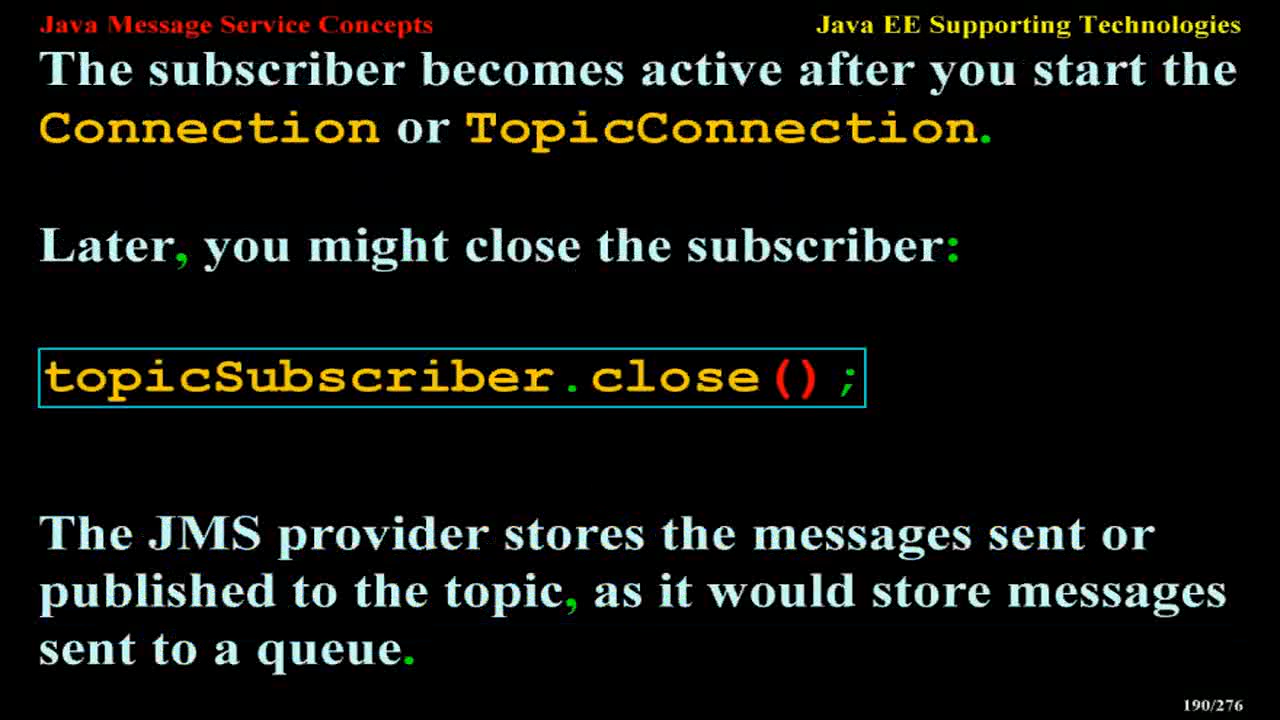 Java Message Service Concepts
Java EE Supporting Technologies
The subscriber becomes active after you start the
Connection or TopicConnection.
Later, you might close the subscriber:
topicSubscriber.close();
The JMS provider stores the messages sent or
published to the topic, as it would store messages
sent to a queue.
190/276